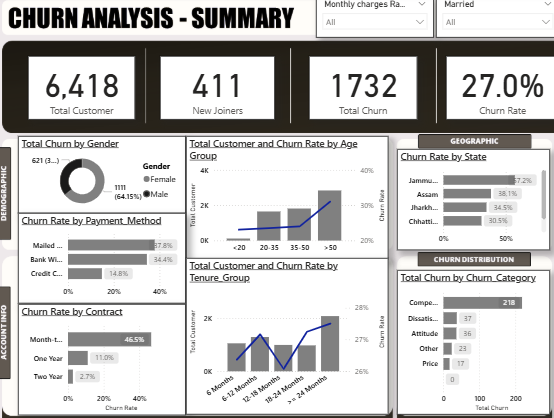 CHURN ANALYSIS - SUMMARY
Monthly charges Ra...
All
Married
All
6,418
Total Customer
411
New Joiners
1732
Total Churn
27.0%
Churn Rate
DEMOGRAPHIC
ACCOUNT INFO
Total Churn by Gender
621 (3...)
1111
(64.15%)
Gender
Female
Male
Churn Rate by Payment_Method
Mailed ...
37.8%
Bank Wi...
34.4%
Credit C...
14.8%
0%
20%
40%
Churn Rate by Contract
Month-t...
46.5%
One Year
11.0%
Two Year
2.7%
0%
20%
40%
Churn Rate
Total Customer and Churn Rate by Age
Group
Total Customer
4K
2K
0K
Churn Rate
40%
30%
20%
<20
20-35
35-50
>50
Total Customer and Churn Rate by
Tenure_Group
Total Customer
2K
0K
Churn Rate
28%
27%
26%
6 Months
6-12 Months
12-18 Months
18-24 Months
>= 24 Months
GEOGRAPHIC
Churn Rate by State
Jammu...
57.2%
Assam
38.1%
Jharkh...
34.5%
Chhatti...
30.5%
0%
50%
CHURN DISTRIBUTION
Total Churn by Churn_Category
Compe...
218
Dissatis...
37
Attitude
36
Other
23
Price
17
0
0
100
200
Total Churn